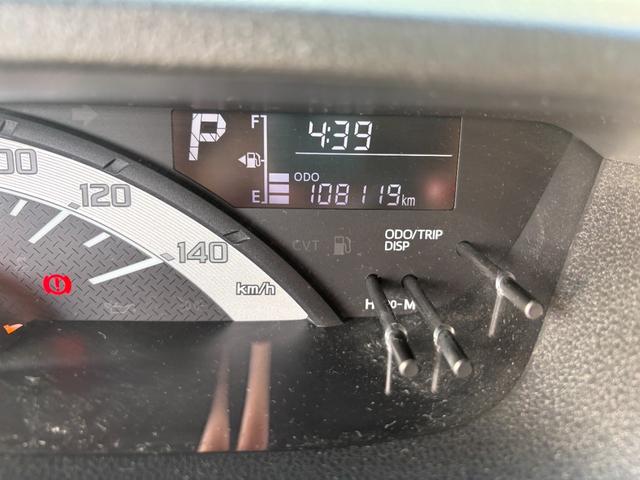 P
F
4:39
E
ODO
108119km
120
140
km/h
CVT
ODO/TRIP
DISP